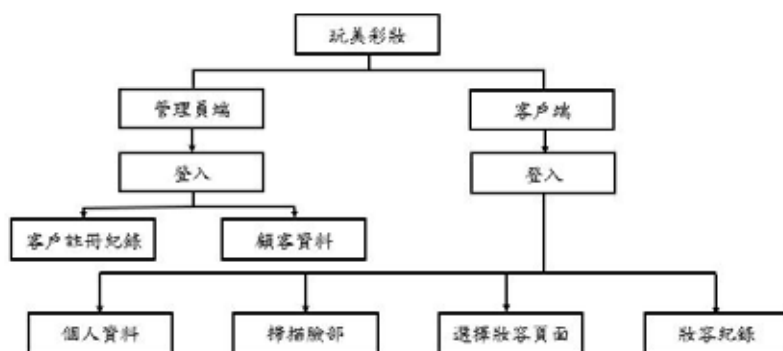 玩美彩妝
管理員端
客戶端
登入
登入
客戶註冊紀錄
顧客資料
個人資料
掃描臉部
選擇妝容頁面
妝容紀錄